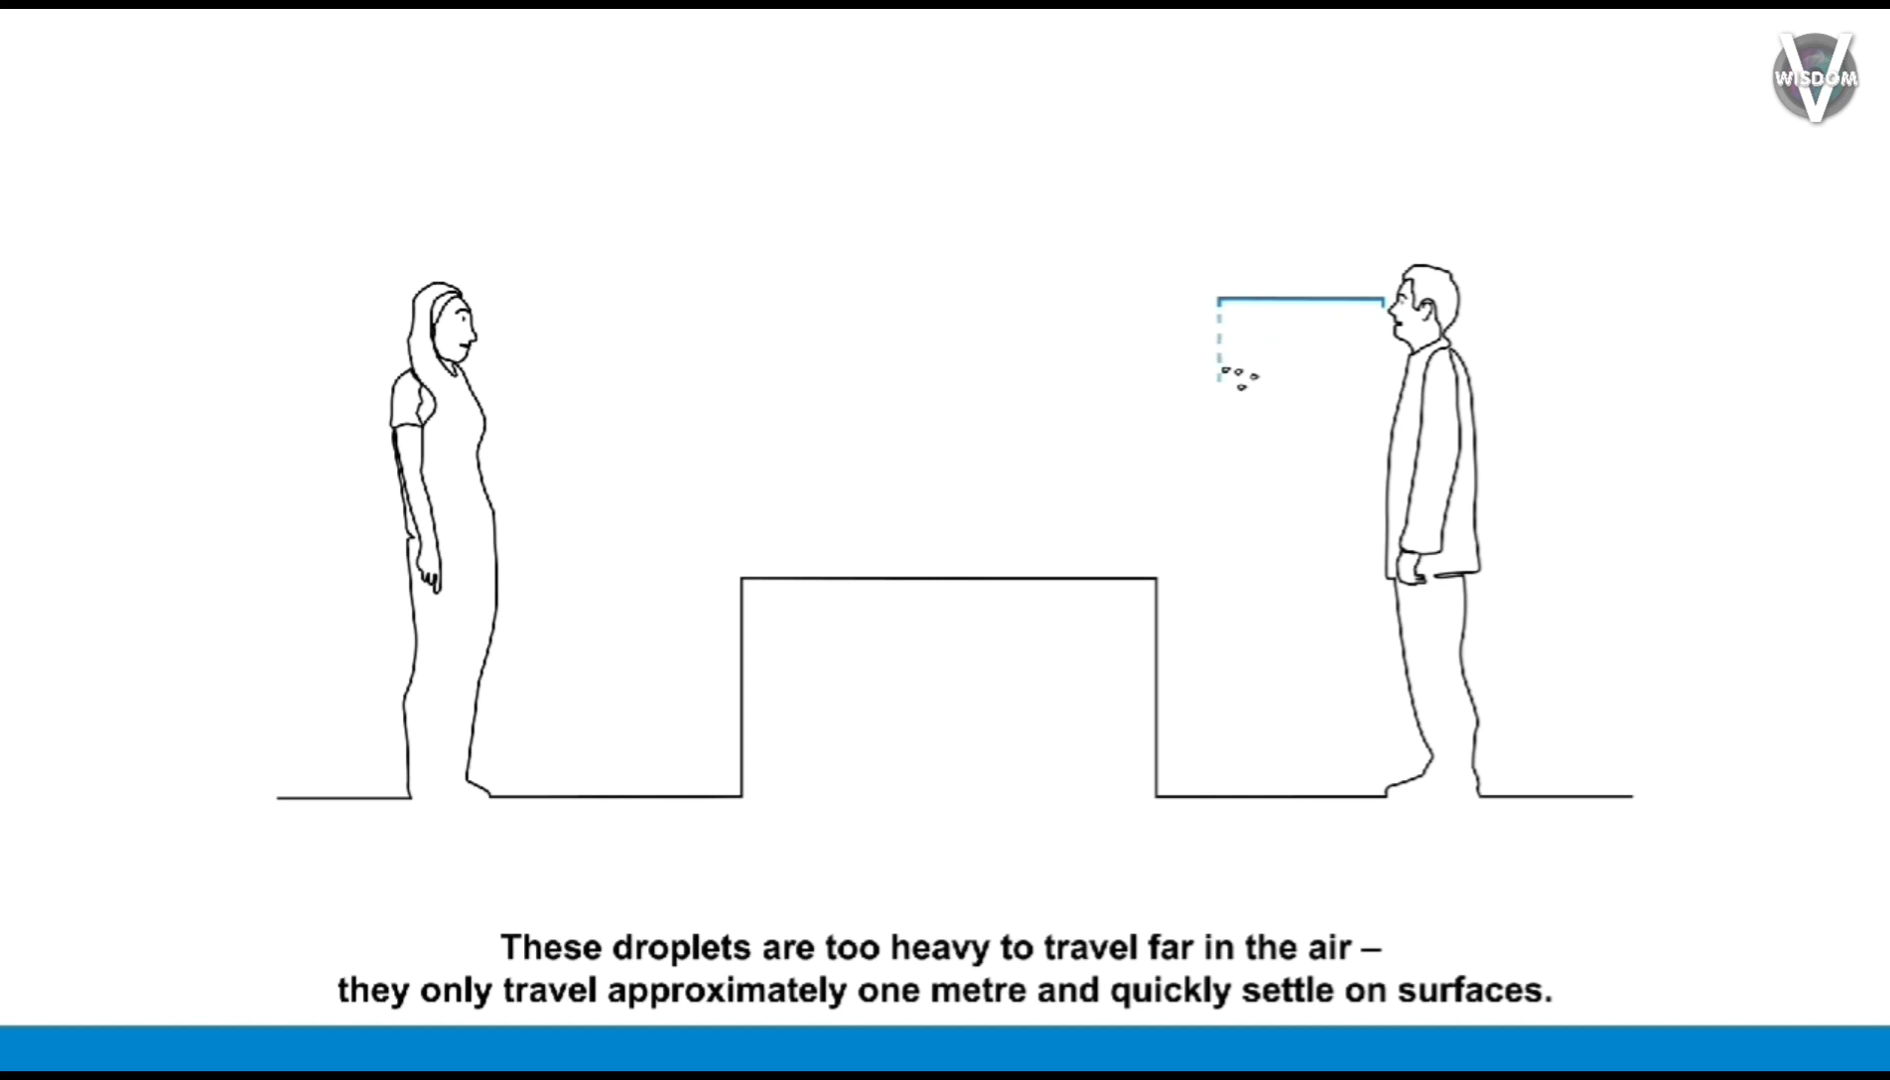 V
WISDOM
These droplets are too heavy to travel far in the air –
they only travel approximately one metre and quickly settle on surfaces.